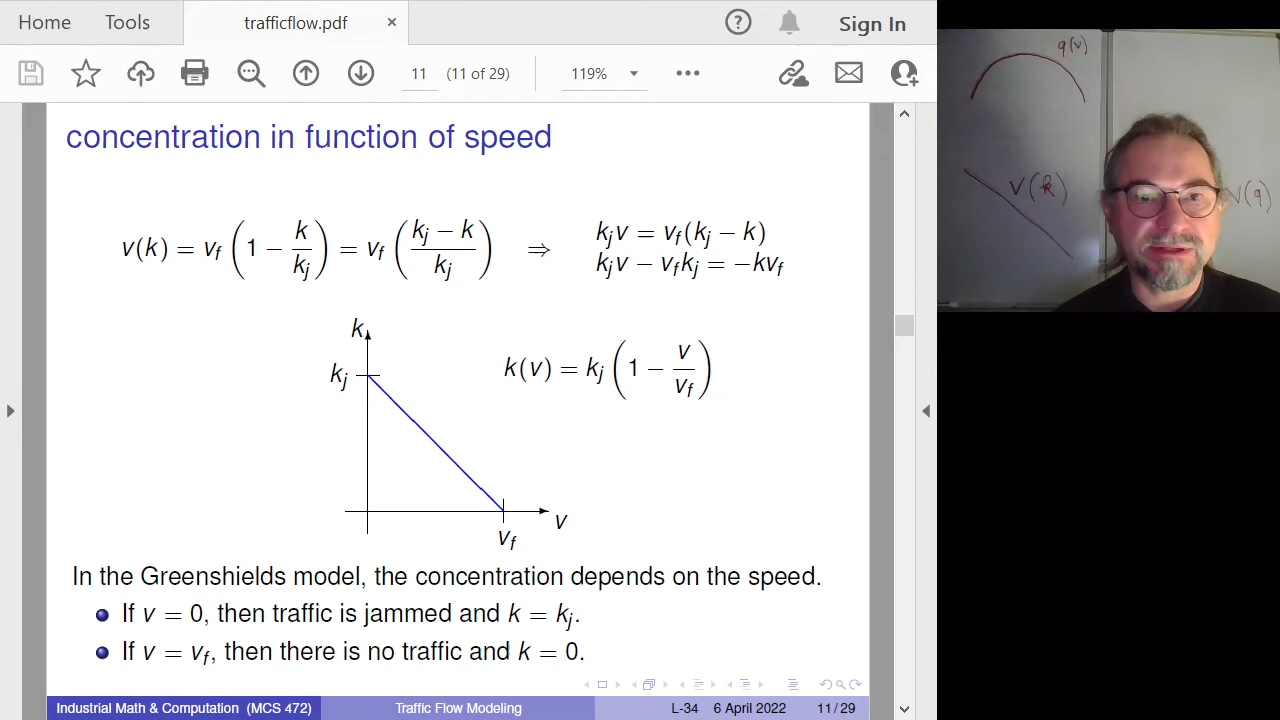 Home Tools trafficflow.pdf × ? Sign In
11 (11 of 29) 119%
concentration in function of speed
v(k) = v_f (1 − k/k_j) = v_f ((k_j − k)/k_j) ⇒ k_j v = v_f(k_j − k)
k_j v − v_f k_j = −k v_f
k
k_j
k(v) = k_j (1 − v/v_f)
v
v_f
In the Greenshields model, the concentration depends on the speed.
If v = 0, then traffic is jammed and k = k_j.
If v = v_f, then there is no traffic and k = 0.
Industrial Math & Computation (MCS 472) Traffic Flow Modeling L-34 6 April 2022 11 / 29
q(v)
V(k)
V(q)